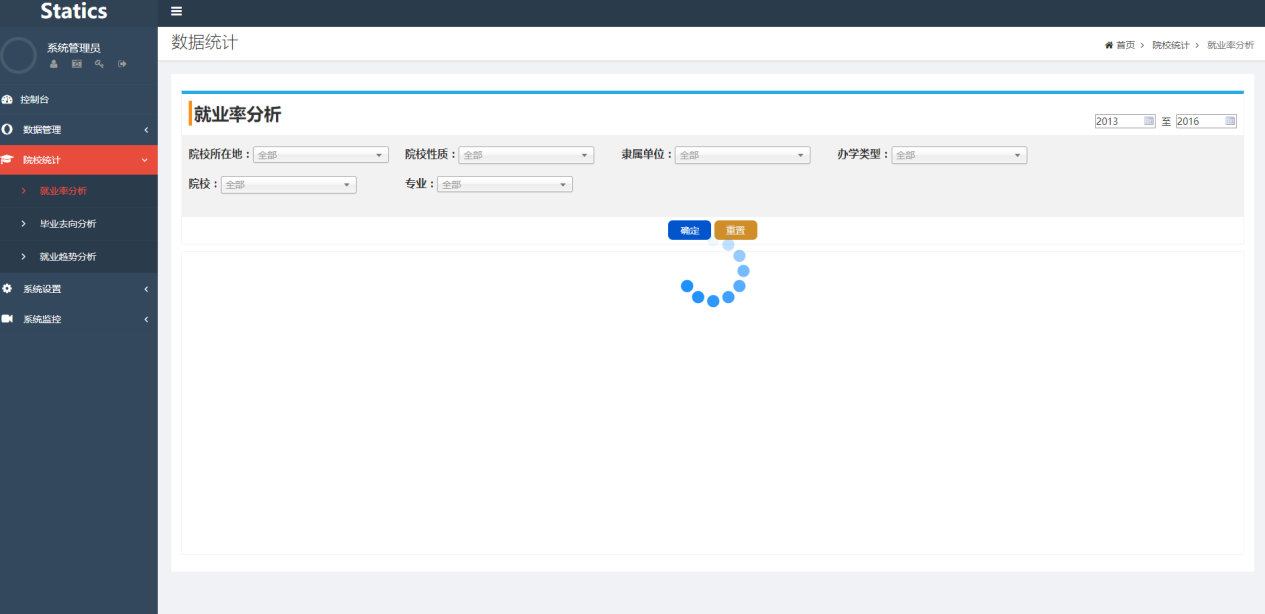 Statics
系统管理员
控制台
数据管理
院校统计
就业率分析
毕业去向分析
就业趋势分析
系统设置
系统监控
数据统计
首页 > 院校统计 > 就业率分析
就业率分析
2013 至 2016
院校所在地： 全部 院校性质： 全部 隶属单位： 全部 办学类型： 全部
院校： 全部 专业： 全部
确定 重置